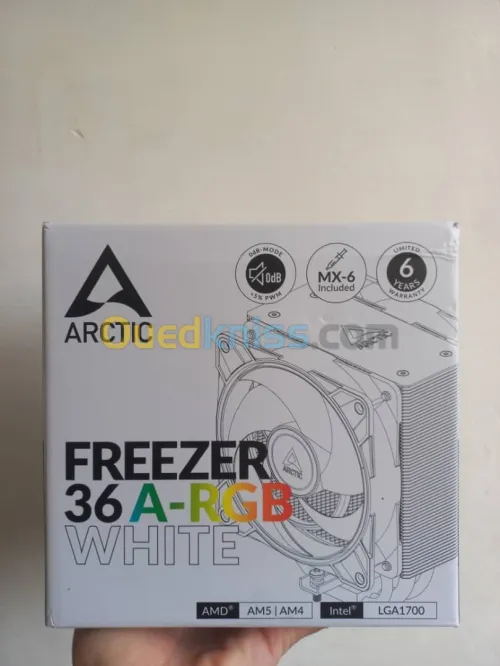 0dB-MODE
0dB
<5% PWM
MX-6
Included
LIMITED
6
YEARS
WARRANTY
ARCTIC
Ouedkniss.com
FREEZER
36 A-RGB
WHITE
ARCTIC
AMD® AM5 | AM4 Intel® LGA1700